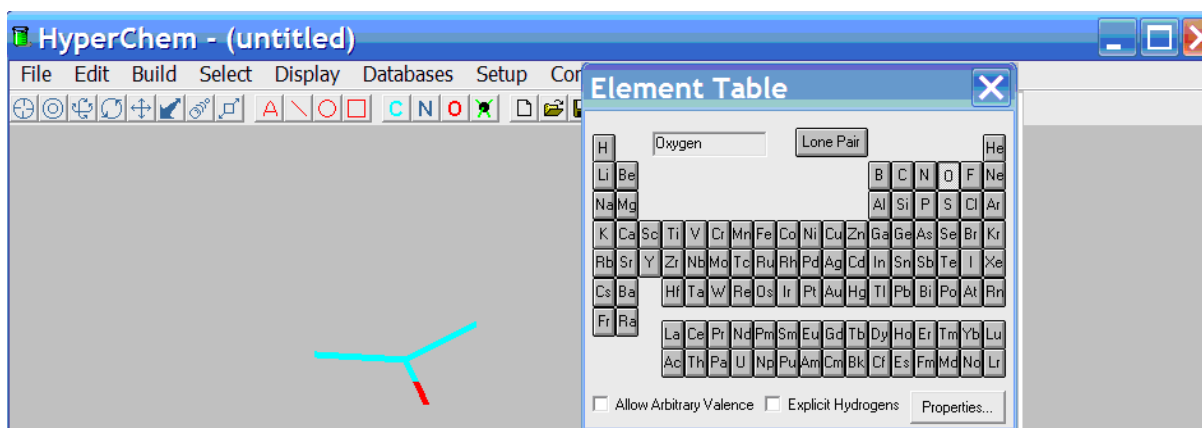 HyperChem - (untitled)
File Edit Build Select Display Databases Setup Cor
A C N O
Element Table
Oxygen Lone Pair
H He
Li Be B C N O F Ne
Na Mg Al Si P S Cl Ar
K Ca Sc Ti V Cr Mn Fe Co Ni Cu Zn Ga Ge As Se Br Kr
Rb Sr Y Zr Nb Mo Tc Ru Rh Pd Ag Cd In Sn Sb Te I Xe
Cs Ba Hf Ta W Re Os Ir Pt Au Hg Tl Pb Bi Po At Rn
Fr Ra
La Ce Pr Nd Pm Sm Eu Gd Tb Dy Ho Er Tm Yb Lu
Ac Th Pa U Np Pu Am Cm Bk Cf Es Fm Md No Lr
Allow Arbitrary Valence Explicit Hydrogens Properties...